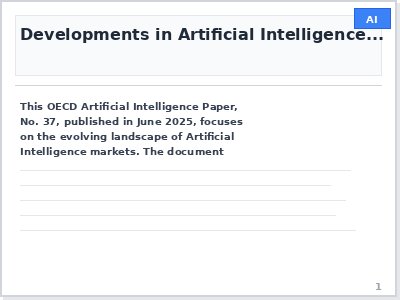 AI
Developments in Artificial Intelligence...
This OECD Artificial Intelligence Paper,
No. 37, published in June 2025, focuses
on the evolving landscape of Artificial
Intelligence markets. The document
1